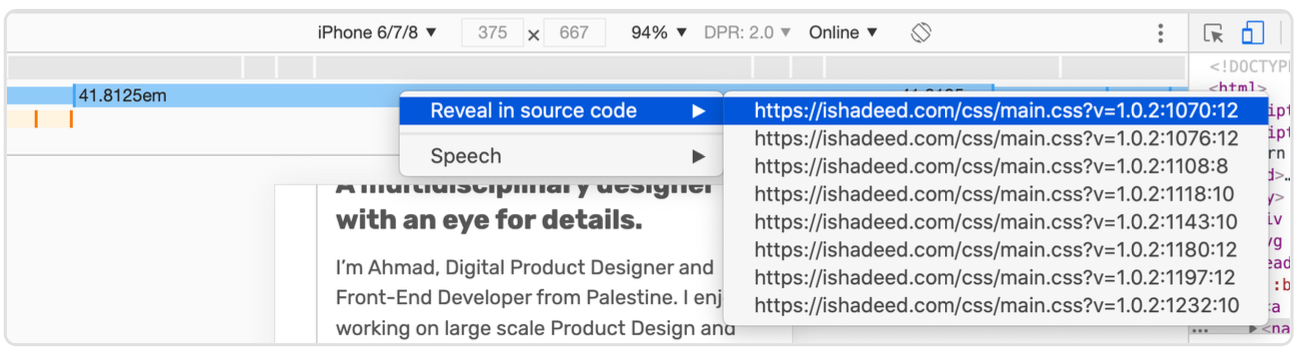 iPhone 6/7/8 ▼ 375 × 667 94% ▼ DPR: 2.0 ▼ Online ▼
<!DOCTYP
<html>
41.8125em
Reveal in source code ▶
Speech ▶
https://ishadeed.com/css/main.css?v=1.0.2:1070:12
https://ishadeed.com/css/main.css?v=1.0.2:1076:12
https://ishadeed.com/css/main.css?v=1.0.2:1108:8
https://ishadeed.com/css/main.css?v=1.0.2:1118:10
https://ishadeed.com/css/main.css?v=1.0.2:1143:10
https://ishadeed.com/css/main.css?v=1.0.2:1180:12
https://ishadeed.com/css/main.css?v=1.0.2:1197:12
https://ishadeed.com/css/main.css?v=1.0.2:1232:10
A multidisciplinary designer
with an eye for details.
I'm Ahmad, Digital Product Designer and
Front-End Developer from Palestine. I enj
working on large scale Product Design and